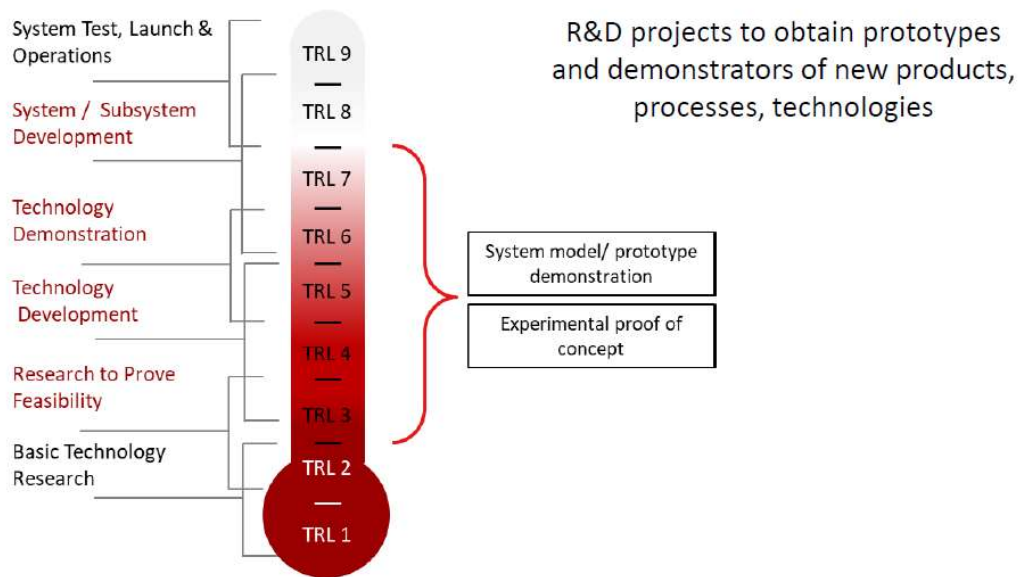 System Test, Launch &
Operations
System / Subsystem
Development
Technology
Demonstration
Technology
Development
Research to Prove
Feasibility
Basic Technology
Research
TRL 9
TRL 8
TRL 7
TRL 6
TRL 5
TRL 4
TRL 3
TRL 2
TRL 1
R&D projects to obtain prototypes
and demonstrators of new products,
processes, technologies
System model/ prototype
demonstration
Experimental proof of
concept